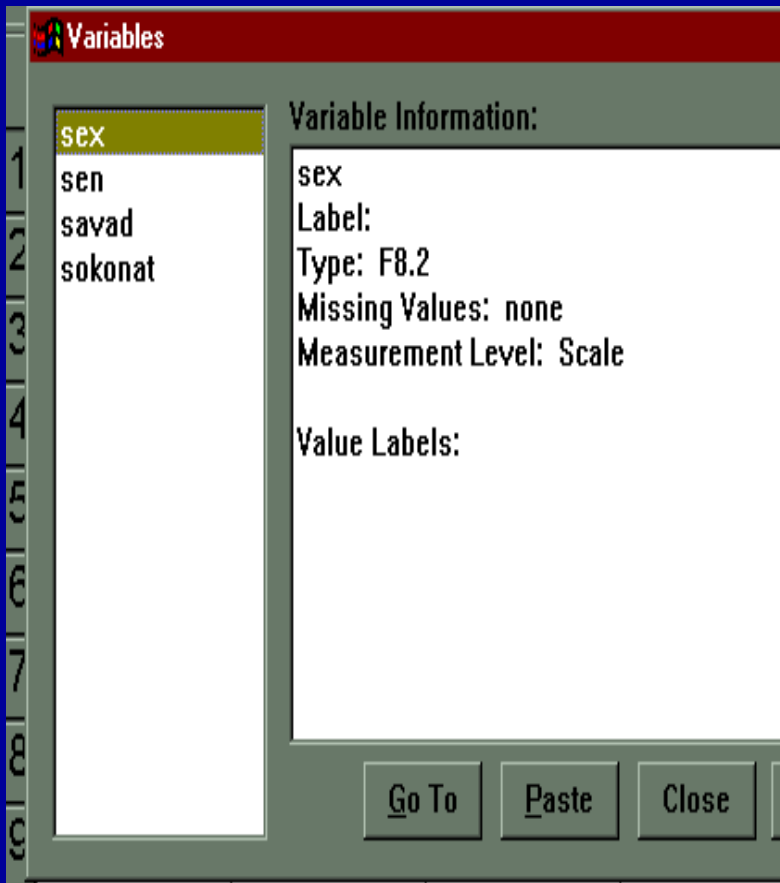 Variables
1
2
3
4
5
6
7
8
9
sex
sen
savad
sokonat
Variable Information:
sex
Label:
Type: F8.2
Missing Values: none
Measurement Level: Scale
Value Labels:
Go To
Paste
Close